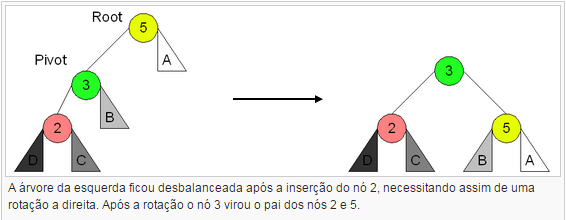 Root
5
A
Pivot
3
B
2
D
C
3
2
5
D
C
B
A
A árvore da esquerda ficou desbalanceada após a inserção do nó 2, necessitando assim de uma
rotação a direita. Após a rotação o nó 3 virou o pai dos nós 2 e 5.